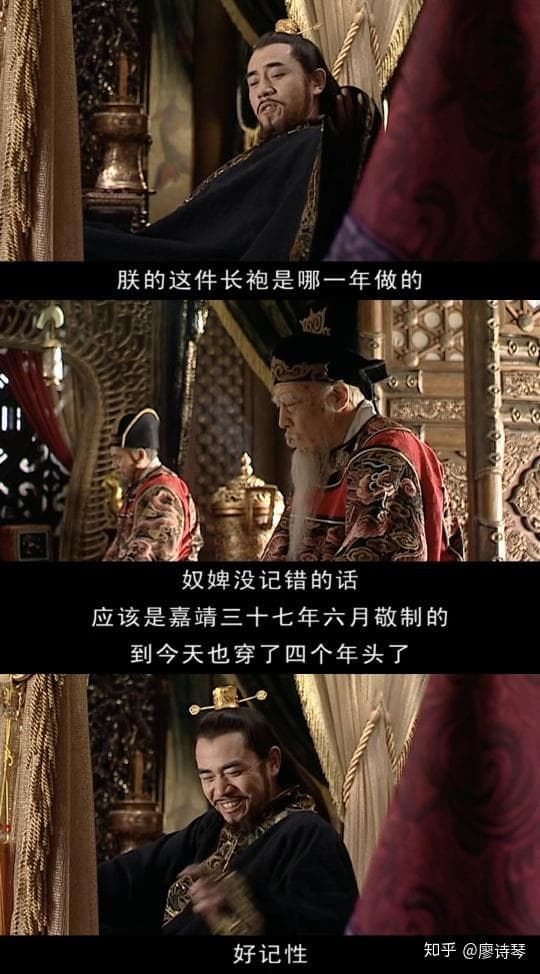 朕的这件长袍是哪一年做的
奴婢没记错的话
应该是嘉靖三十七年六月敬制的
到今天也穿了四个年头了
好记性
知乎 @廖诗琴